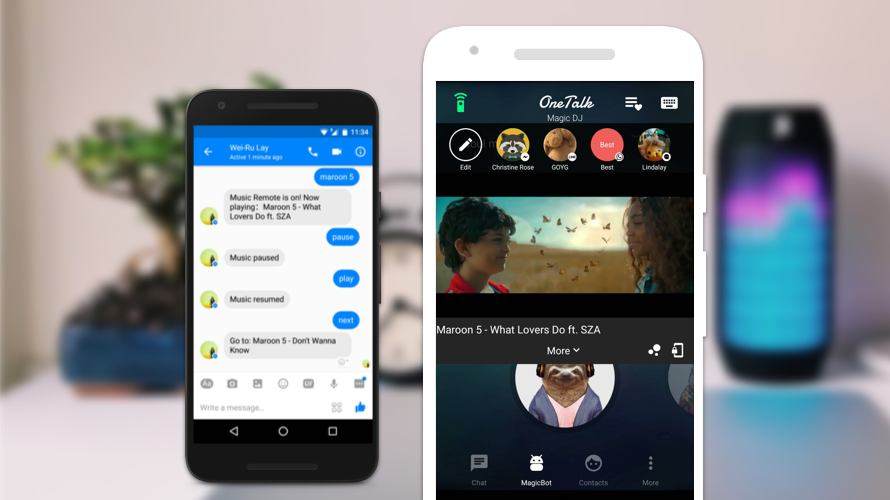 11:34
Wei-Ru Lay
Active 1 minute ago
maroon 5
Music Remote is on! Now
playing: Maroon 5 - What
Lovers Do ft. SZA
pause
Music paused
play
Music resumed
next
Go to: Maroon 5 - Don't Wanna
Know
Aa
GIF
Write a message...
OneTalk
Magic DJ
Best
Edit
Christine Rose
GOYG
Best
Lindalay
Maroon 5 - What Lovers Do ft. SZA
More
Chat
MagicBot
Contacts
More